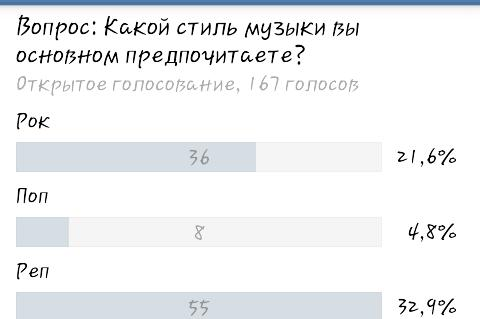 Вопрос: Какой стиль музыки вы
основном предпочитаете?
Открытое голосование, 167 голосов
Рок
36 21,6%
Поп
8 4,8%
Реп
55 32,9%